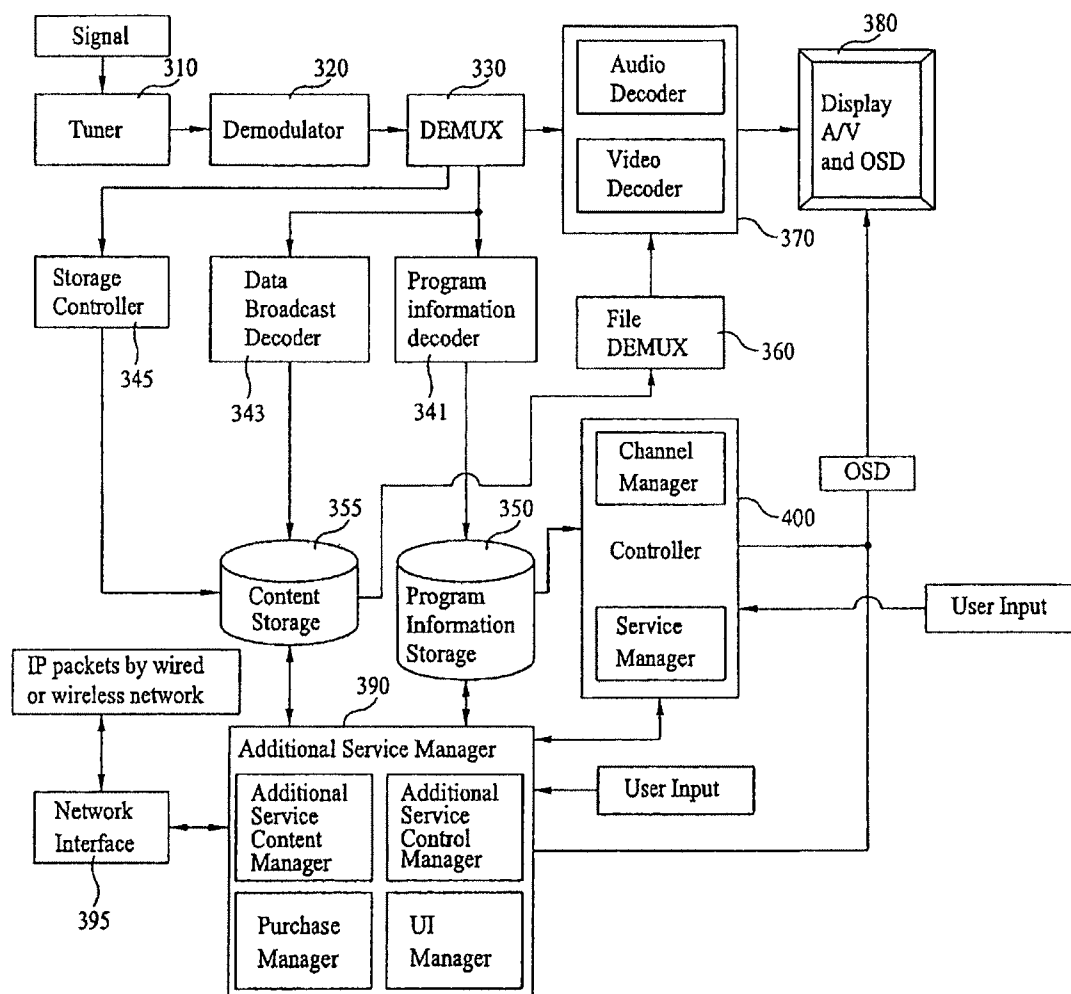 Signal
310
Tuner
320
Demodulator
330
DEMUX
Audio
Decoder
Video
Decoder
370
380
Display
A/V
and OSD
Storage
Controller
345
Data
Broadcast
Decoder
343
Program
information
decoder
341
File
DEMUX
360
355
Content
Storage
350
Program
Information
Storage
Channel
Manager
400
Controller
Service
Manager
OSD
User Input
IP packets by wired
or wireless network
Network
Interface
395
390
Additional Service Manager
Additional
Service
Content
Manager
Additional
Service
Control
Manager
Purchase
Manager
UI
Manager
User Input